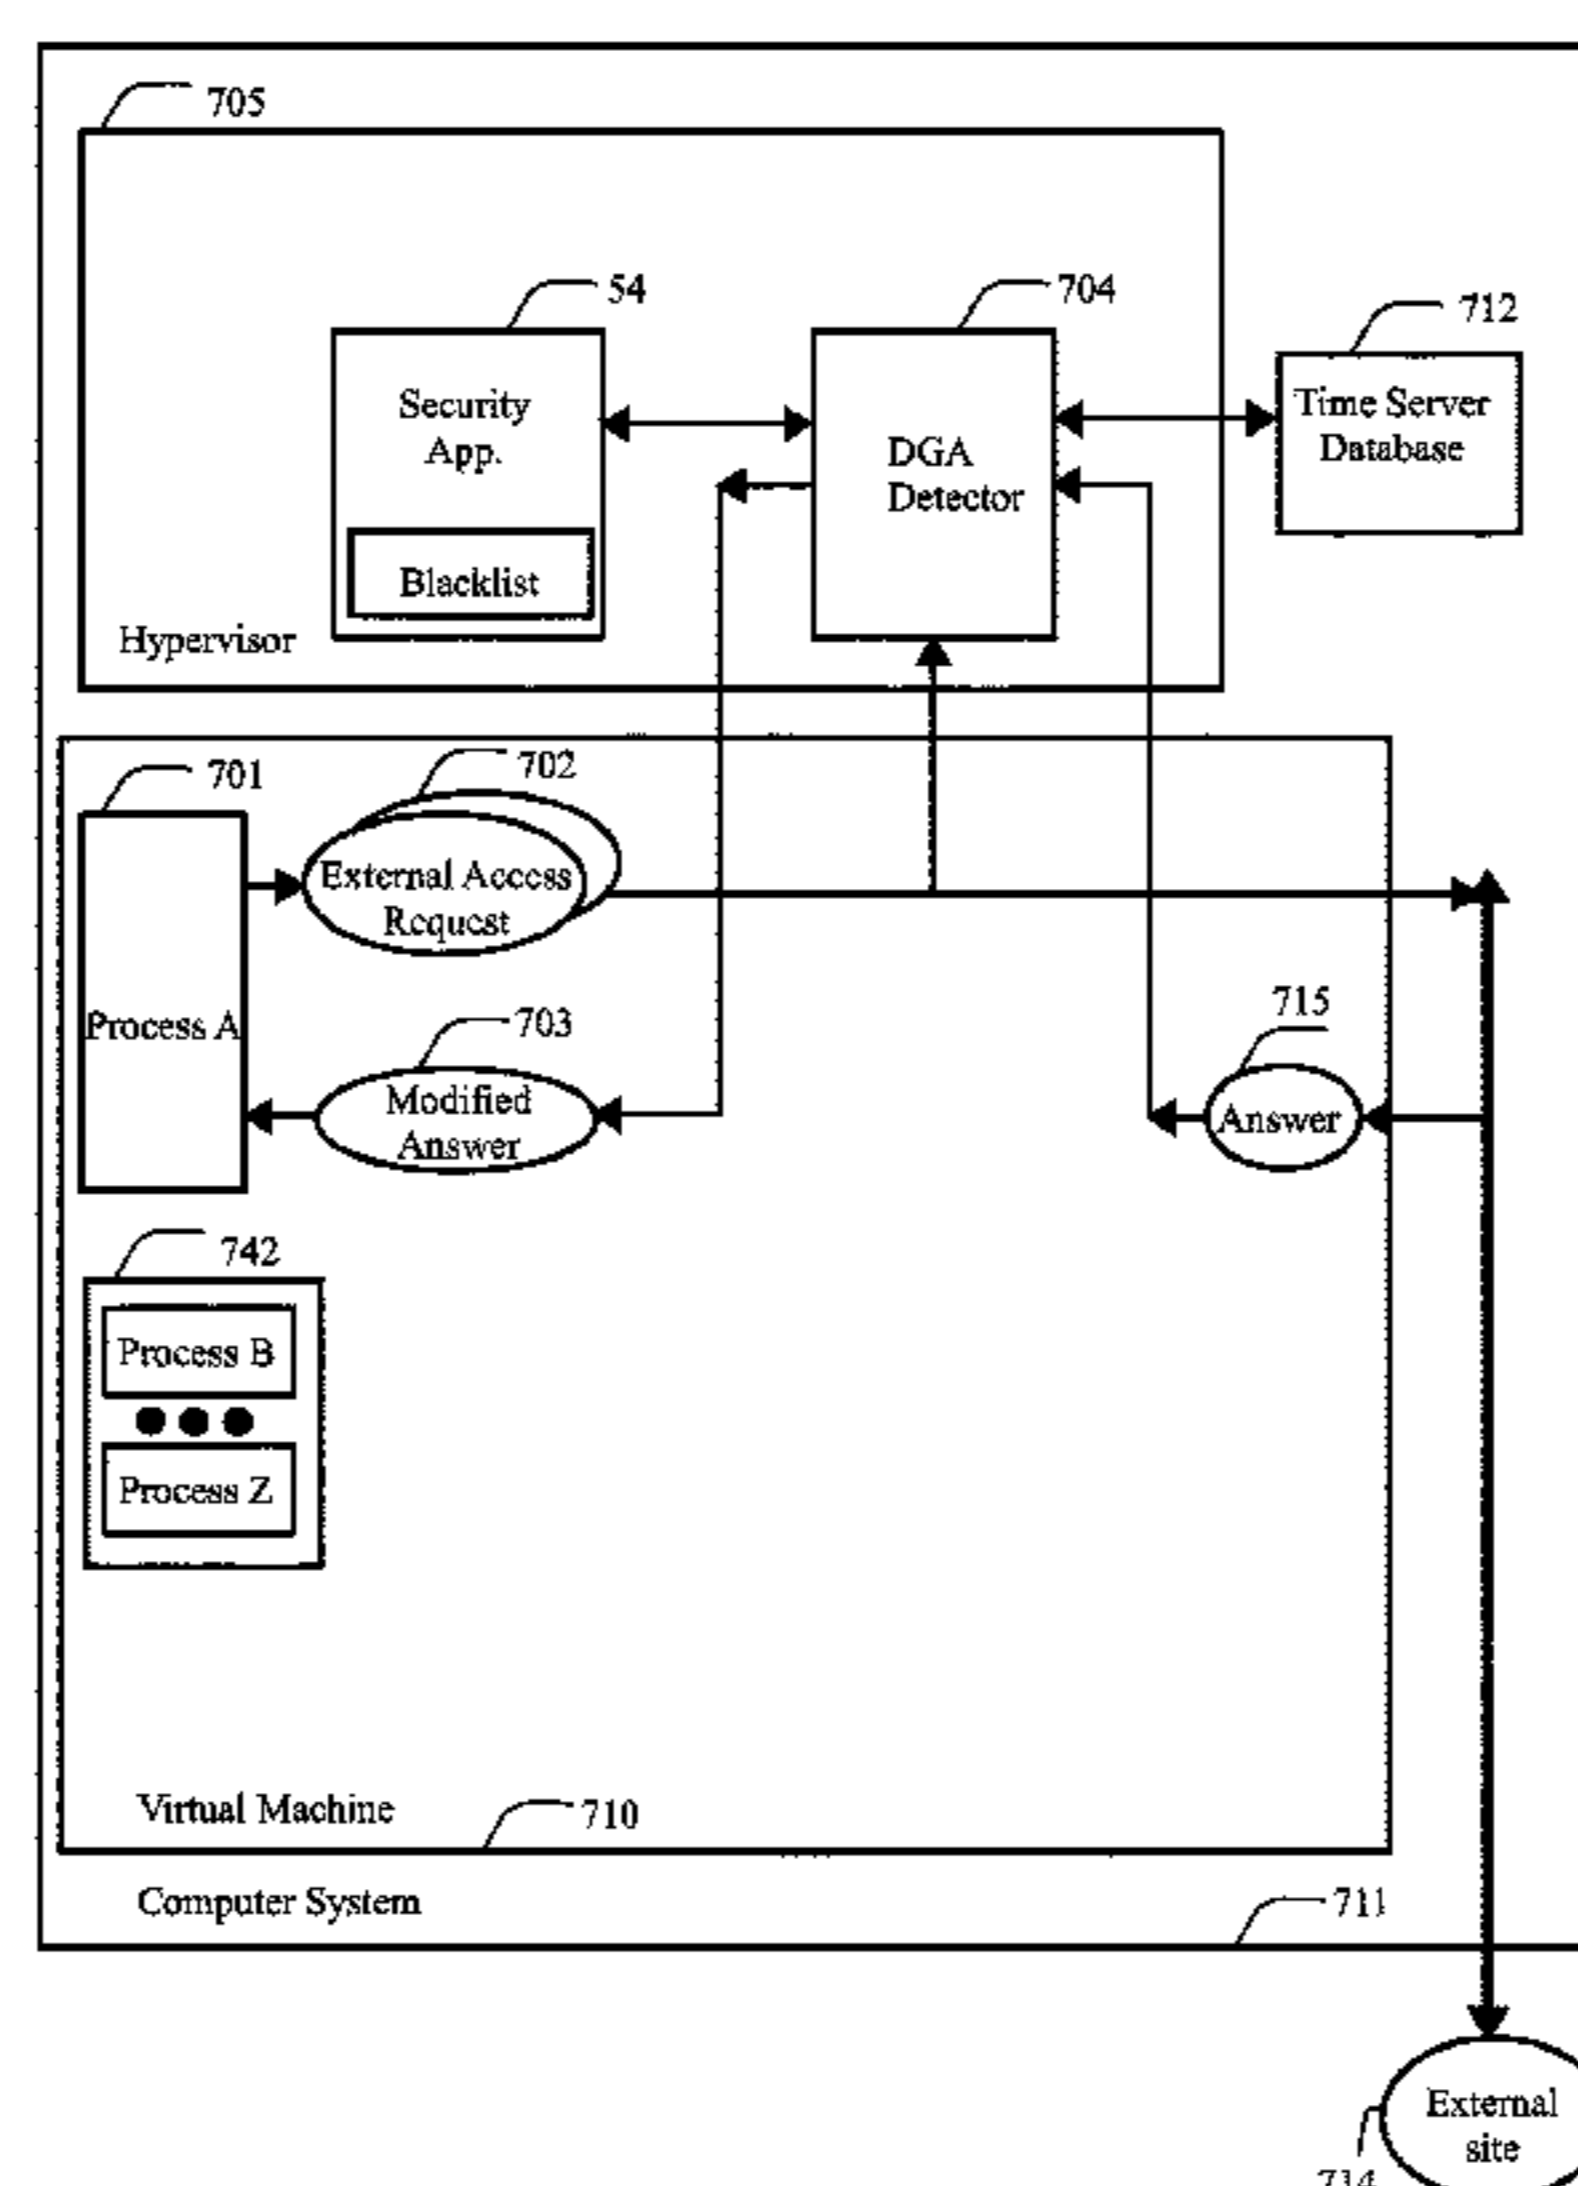 705
54
704
712
Security
App.
DGA
Detector
Time Server
Database
Blacklist
Hypervisor
701
702
External Access
Request
Process A
703
Modified
Answer
715
Answer
742
Process B
Process Z
Virtual Machine
710
Computer System
711
External
site
714